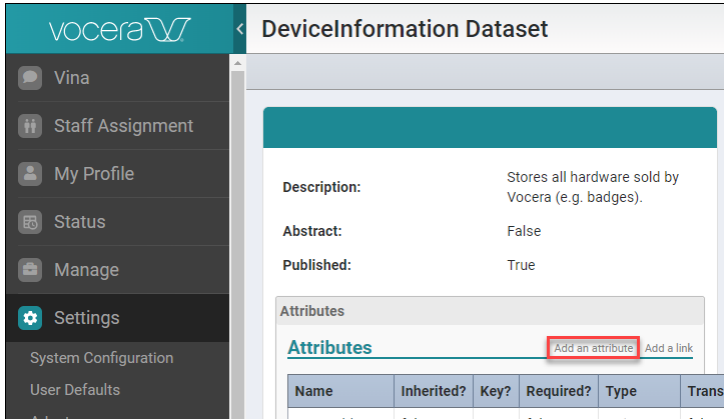 vocera
DeviceInformation Dataset
Vina
Staff Assignment
My Profile
Status
Manage
Settings
System Configuration
User Defaults
Description:
Stores all hardware sold by
Vocera (e.g. badges).
Abstract:
False
Published:
True
Attributes
Attributes
Add an attribute
Add a link
Name Inherited? Key? Required? Type Trans